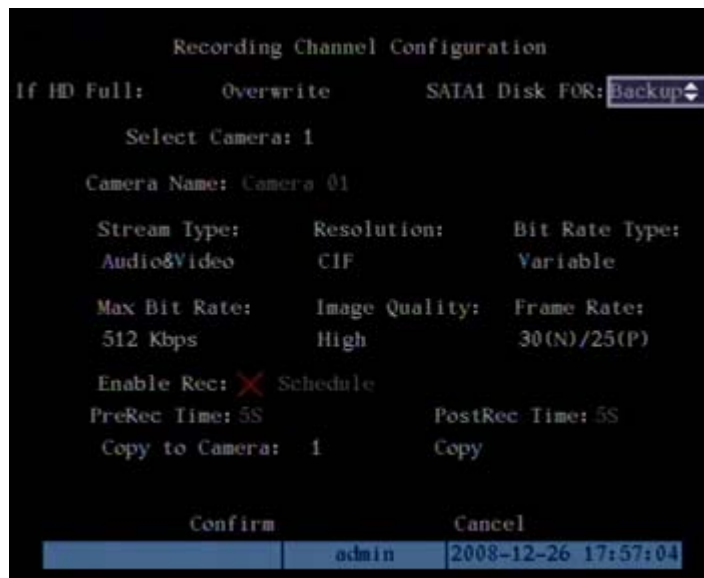 Recording Channel Configuration
If HD Full: Overwrite SATA1 Disk FOR: Backup
Select Camera: 1
Camera Name: Camera 01
Stream Type: Resolution: Bit Rate Type:
Audio&Video CIF Variable
Max Bit Rate: Image Quality: Frame Rate:
512 Kbps High 30(N)/25(P)
Enable Rec: Schedule
PreRec Time: 5S PostRec Time: 5S
Copy to Camera: 1 Copy
Confirm Cancel
admin 2008-12-26 17:57:04